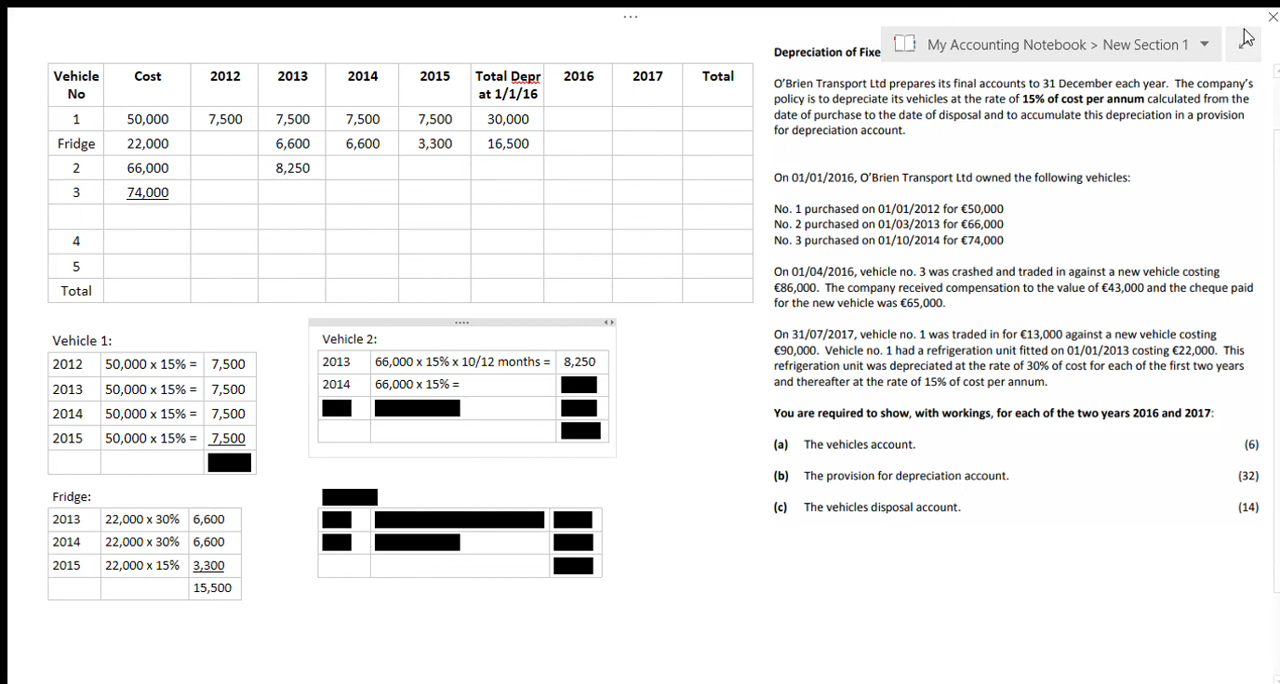 ...
My Accounting Notebook > New Section 1
Vehicle No Cost 2012 2013 2014 2015 Total Depr at 1/1/16 2016 2017 Total
1 50,000 7,500 7,500 7,500 7,500 30,000
Fridge 22,000 6,600 6,600 3,300 16,500
2 66,000 8,250
3 74,000
4
5
Total
Vehicle 1:
2012 50,000 x 15% = 7,500
2013 50,000 x 15% = 7,500
2014 50,000 x 15% = 7,500
2015 50,000 x 15% = 7,500
Fridge:
2013 22,000 x 30% 6,600
2014 22,000 x 30% 6,600
2015 22,000 x 15% 3,300
15,500
Vehicle 2:
2013 66,000 x 15% x 10/12 months = 8,250
2014 66,000 x 15% =
Depreciation of Fixe
O'Brien Transport Ltd prepares its final accounts to 31 December each year. The company's
policy is to depreciate its vehicles at the rate of 15% of cost per annum calculated from the
date of purchase to the date of disposal and to accumulate this depreciation in a provision
for depreciation account.
On 01/01/2016, O'Brien Transport Ltd owned the following vehicles:
No. 1 purchased on 01/01/2012 for €50,000
No. 2 purchased on 01/03/2013 for €66,000
No. 3 purchased on 01/10/2014 for €74,000
On 01/04/2016, vehicle no. 3 was crashed and traded in against a new vehicle costing
€86,000. The company received compensation to the value of €43,000 and the cheque paid
for the new vehicle was €65,000.
On 31/07/2017, vehicle no. 1 was traded in for €13,000 against a new vehicle costing
€90,000. Vehicle no. 1 had a refrigeration unit fitted on 01/01/2013 costing €22,000. This
refrigeration unit was depreciated at the rate of 30% of cost for each of the first two years
and thereafter at the rate of 15% of cost per annum.
You are required to show, with workings, for each of the two years 2016 and 2017:
(a) The vehicles account. (6)
(b) The provision for depreciation account. (32)
(c) The vehicles disposal account. (14)